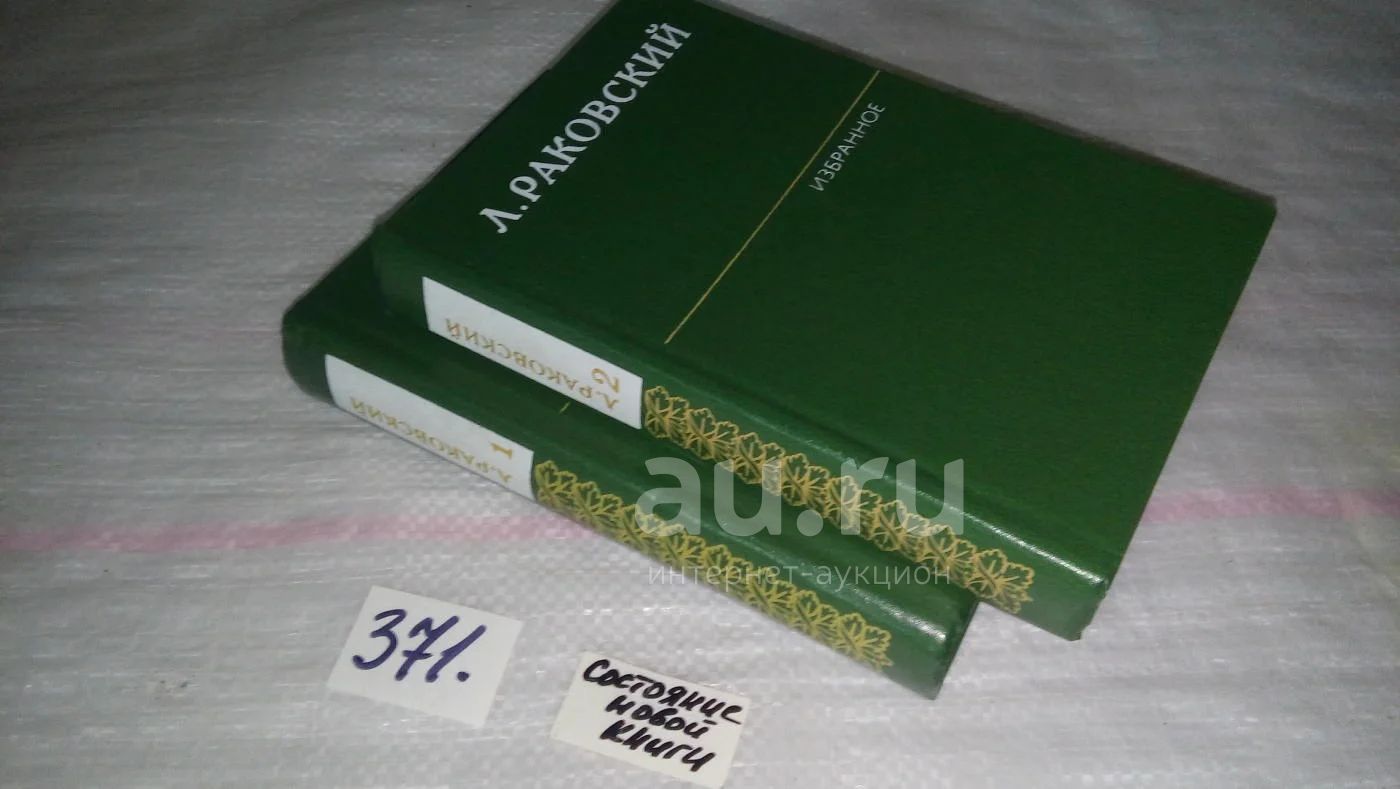 Л. РАКОВСКИЙ
ИЗБРАННОЕ
Л. РАКОВСКИЙ
2
Л. РАКОВСКИЙ
1
au.ru
интернет-аукцион
371.
Состояние
новой
книги